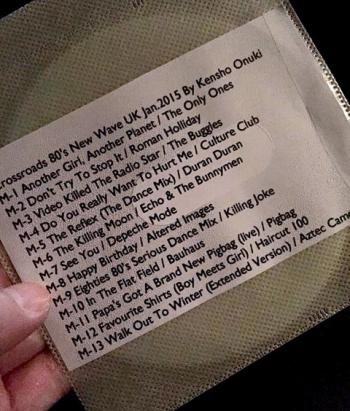 Crossroads 80's New Wave UK Jan.2015 By Kensho Onuki
M-1 Another Girl, Another Planet / The Only Ones
M-2 Don't Try To Stop It / Roman Holliday
M-3 Video Killed The Radio Star / The Buggles
M-4 Do You Really Want To Hurt Me / Culture Club
M-5 The Reflex (The Dance Mix) / Duran Duran
M-6 The Killing Moon / Echo & The Bunnymen
M-7 See You / Depeche Mode
M-8 Happy Birthday / Altered Images
M-9 Eighties 80's Serious Dance Mix / Killing Joke
M-10 In The Flat Field / Bauhaus
M-11 Papa's Got A Brand New Pigbag (live) / Pigbag
M-12 Favourite Shirts (Boy Meets Girl) / Haircut 100
M-13 Walk Out To Winter (Extended Version) / Aztec Came